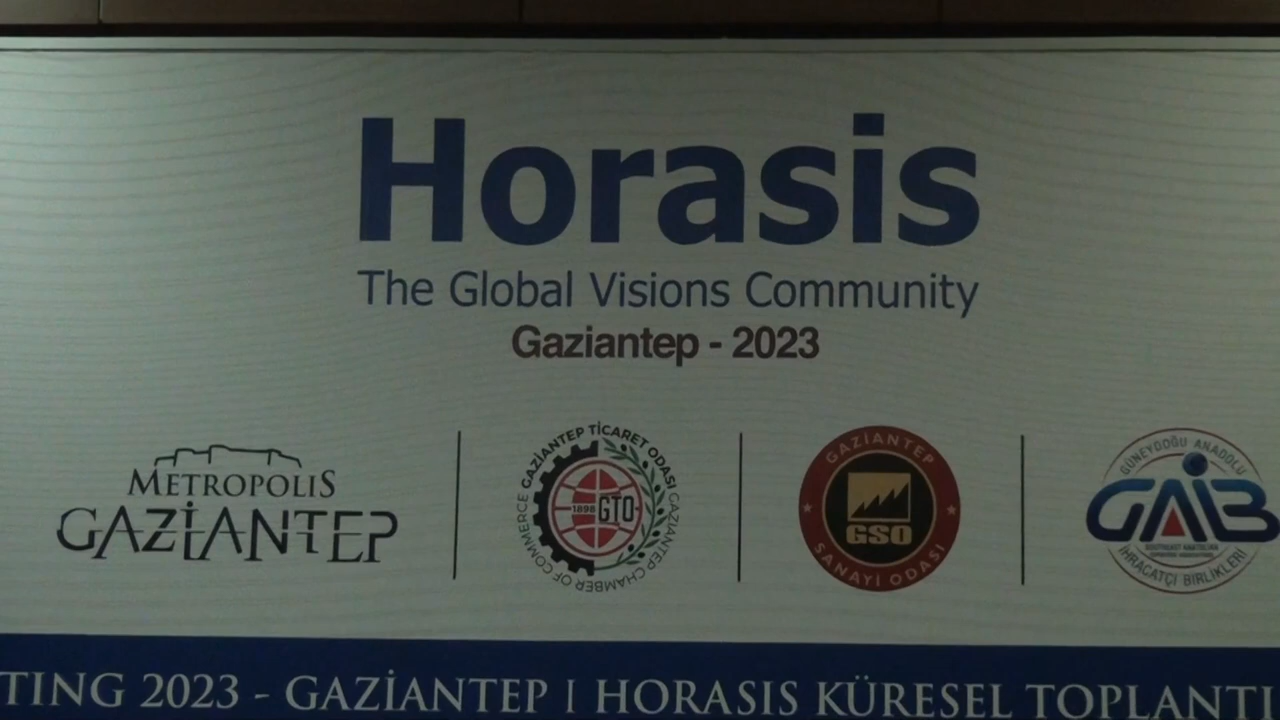 Horasis
The Global Visions Community
Gaziantep - 2023
METROPOLIS
GAZİANTEP
GAZİANTEP TİCARET ODASI
GAZIANTEP CHAMBER OF COMMERCE
1898 GTO
GAZİANTEP
GSO
SANAYİ ODASI
GÜNEYDOĞU ANADOLU
GAİB
İHRACATÇI BİRLİKLERİ
TING 2023 - GAZİANTEP | HORASIS KÜRESEL TOPLANTI